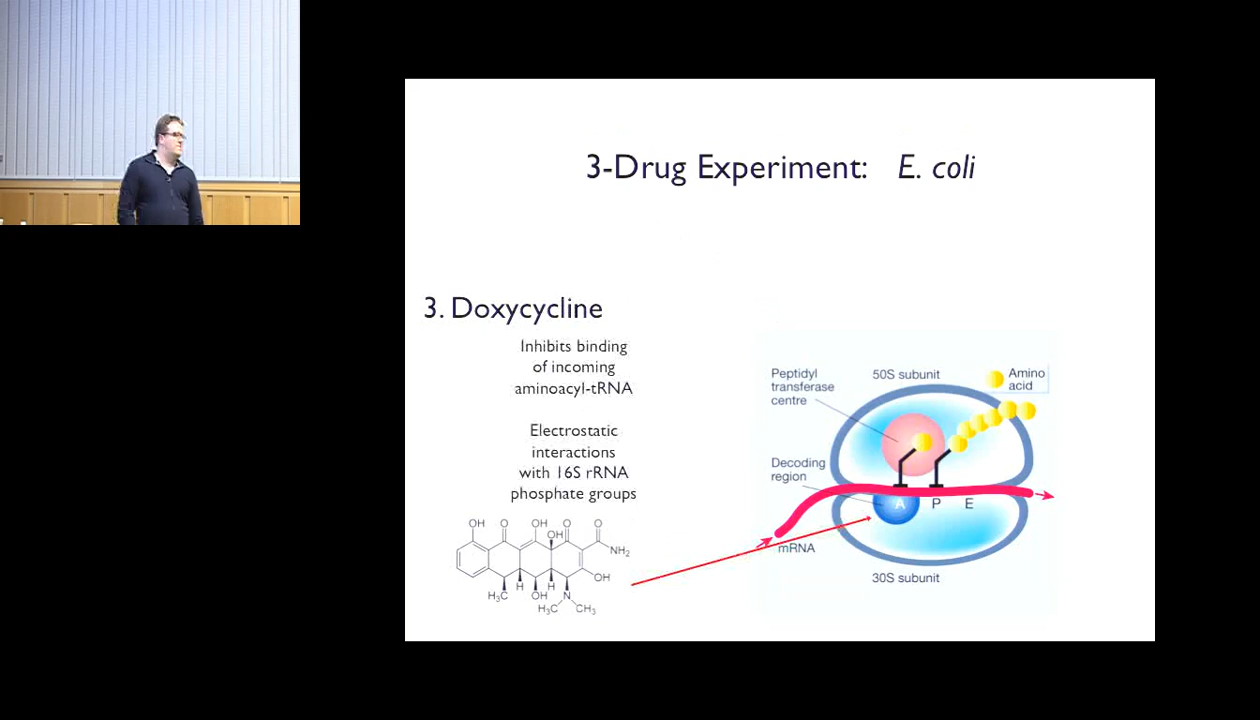 3-Drug Experiment: E. coli
3. Doxycycline
Inhibits binding
of incoming
aminoacyl-tRNA
Electrostatic
interactions
with 16S rRNA
phosphate groups
OH
O
OH
OH
O
O
NH₂
OH
H
OH
H
N
H₃C
H₃C
CH₃
Peptidyl
transferase
centre
50S subunit
Amino
acid
Decoding
region
A
P
E
mRNA
30S subunit